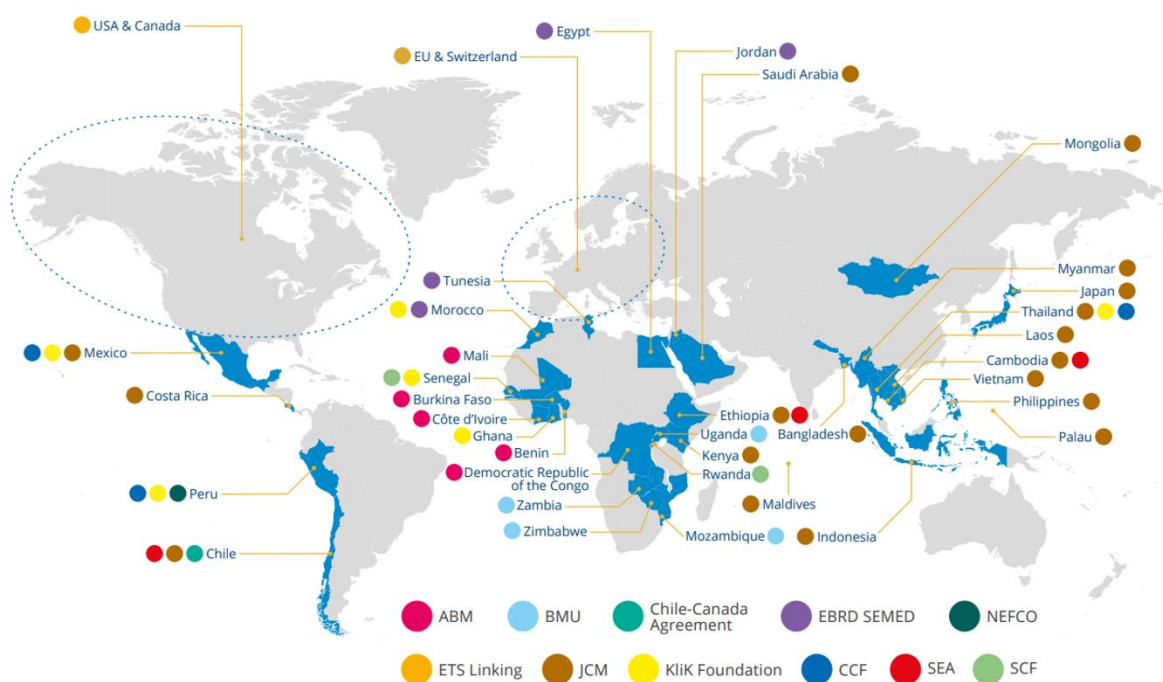 USA & Canada
Egypt
EU & Switzerland
Jordan
Saudi Arabia
Mongolia
Tunesia
Morocco
Myanmar
Japan
Thailand
Laos
Mexico
Mali
Cambodia
Senegal
Vietnam
Costa Rica
Burkina Faso
Philippines
Côte d'Ivoire
Ethiopia
Ghana
Uganda
Bangladesh
Palau
Benin
Kenya
Democratic Republic
of the Congo
Rwanda
Peru
Zambia
Maldives
Zimbabwe
Mozambique
Indonesia
Chile
ABM
BMU
Chile-Canada
Agreement
EBRD SEMED
NEFCO
ETS Linking
JCM
KliK Foundation
CCF
SEA
SCF